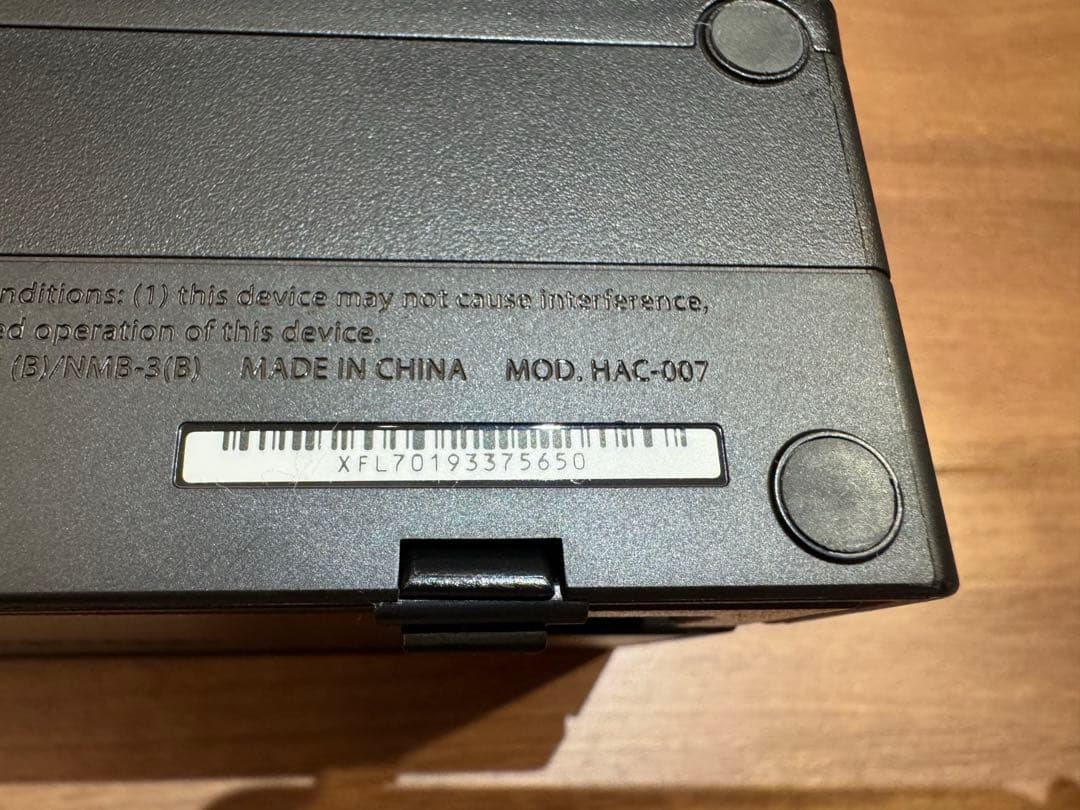 nditions: (1) this device may not cause interference,
ed operation of this device.
(B)/NMB-3(B) MADE IN CHINA MOD. HAC-007
XFL70193375650